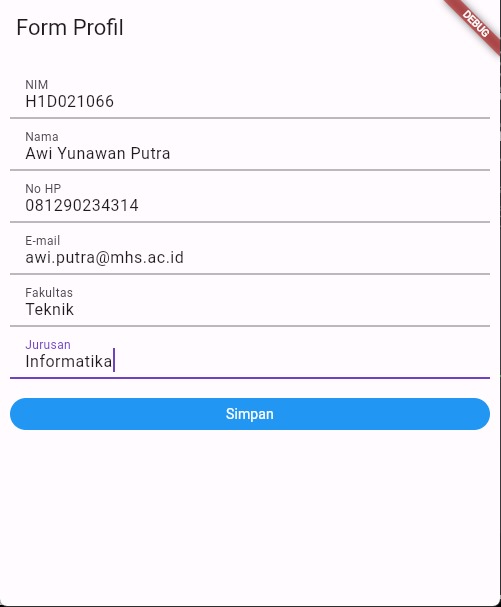 Form Profil
DEBUG
NIM
H1D021066
Nama
Awi Yunawan Putra
No HP
081290234314
E-mail
awi.putra@mhs.ac.id
Fakultas
Teknik
Jurusan
Informatika
Simpan